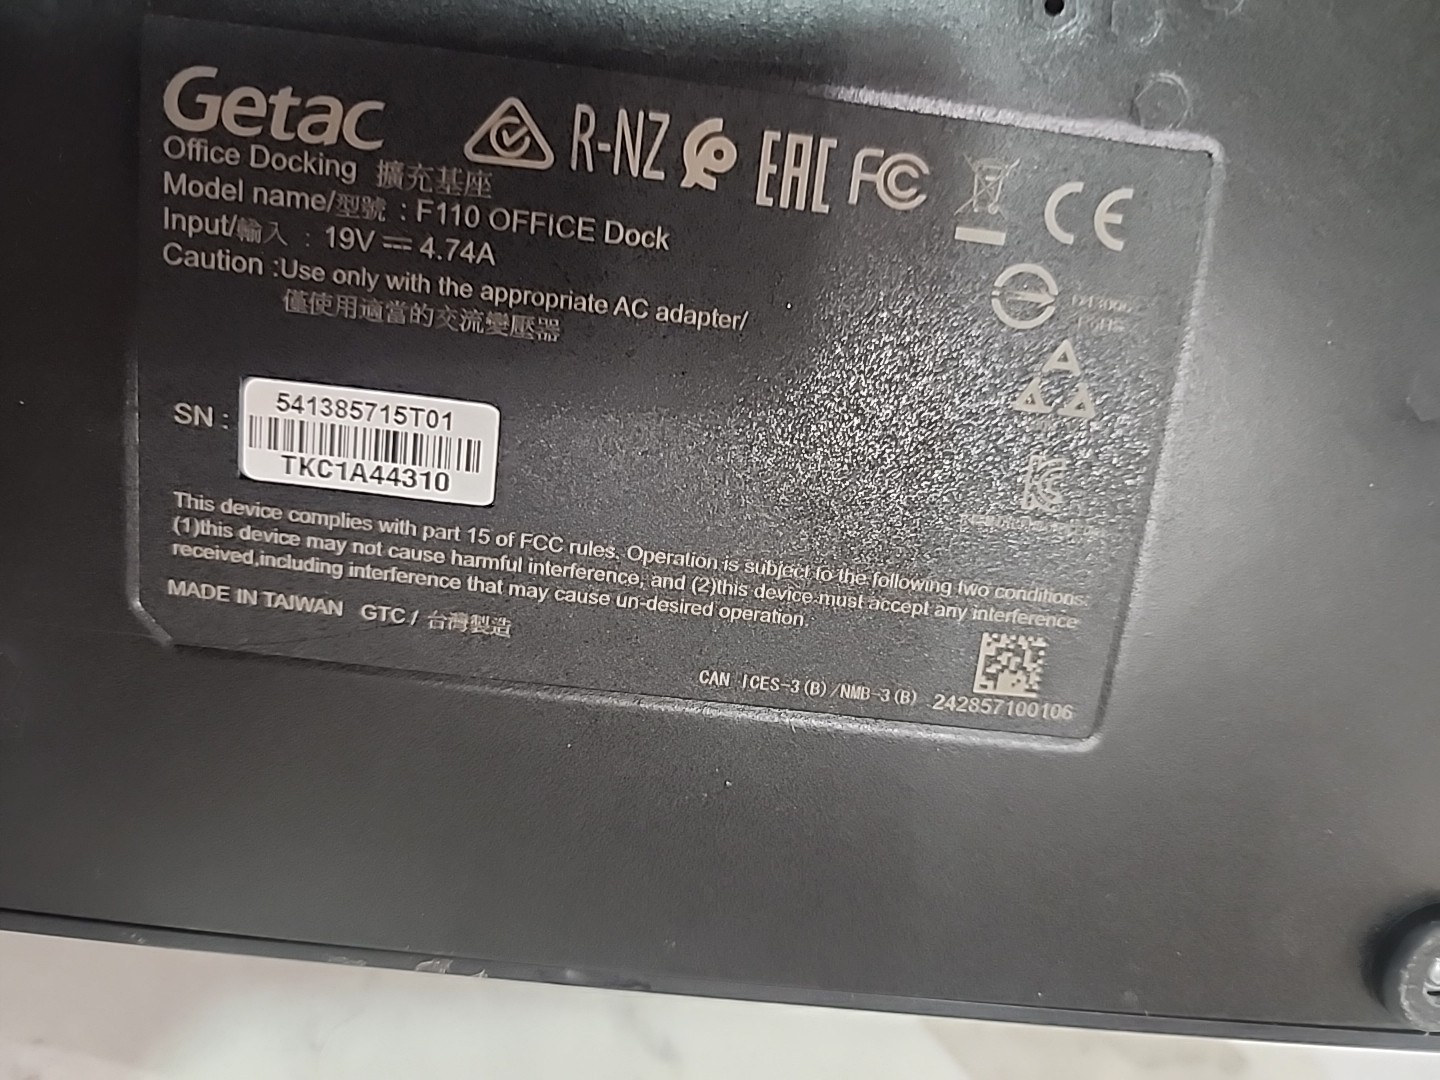 Getac
R-NZ
EAC
FC
CE
Office Docking 擴充基座
Model name/型號 : F110 OFFICE Dock
Input/輸入 : 19V ⎓ 4.74A
Caution :Use only with the appropriate AC adapter/
僅使用適當的交流變壓器
RoHS
SN :
541385715T01
TKC1A44310
This device complies with part 15 of FCC rules. Operation is subject to the following two conditions:
(1)this device may not cause harmful interference, and (2)this device must accept any interference
received,including interference that may cause un-desired operation.
MADE IN TAIWAN GTC / 台灣製造
CAN ICES-3(B)/NMB-3(B)
242857100106